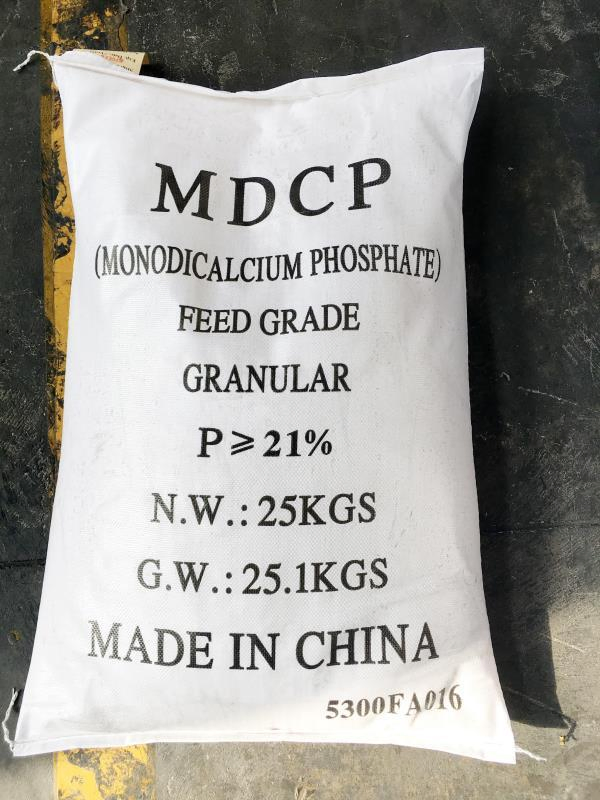 MDCP
(MONODICALCIUM PHOSPHATE)
FEED GRADE
GRANULAR
P⩾21%
N.W.:25KGS
G.W.:25.1KGS
MADE IN CHINA
5300FA016